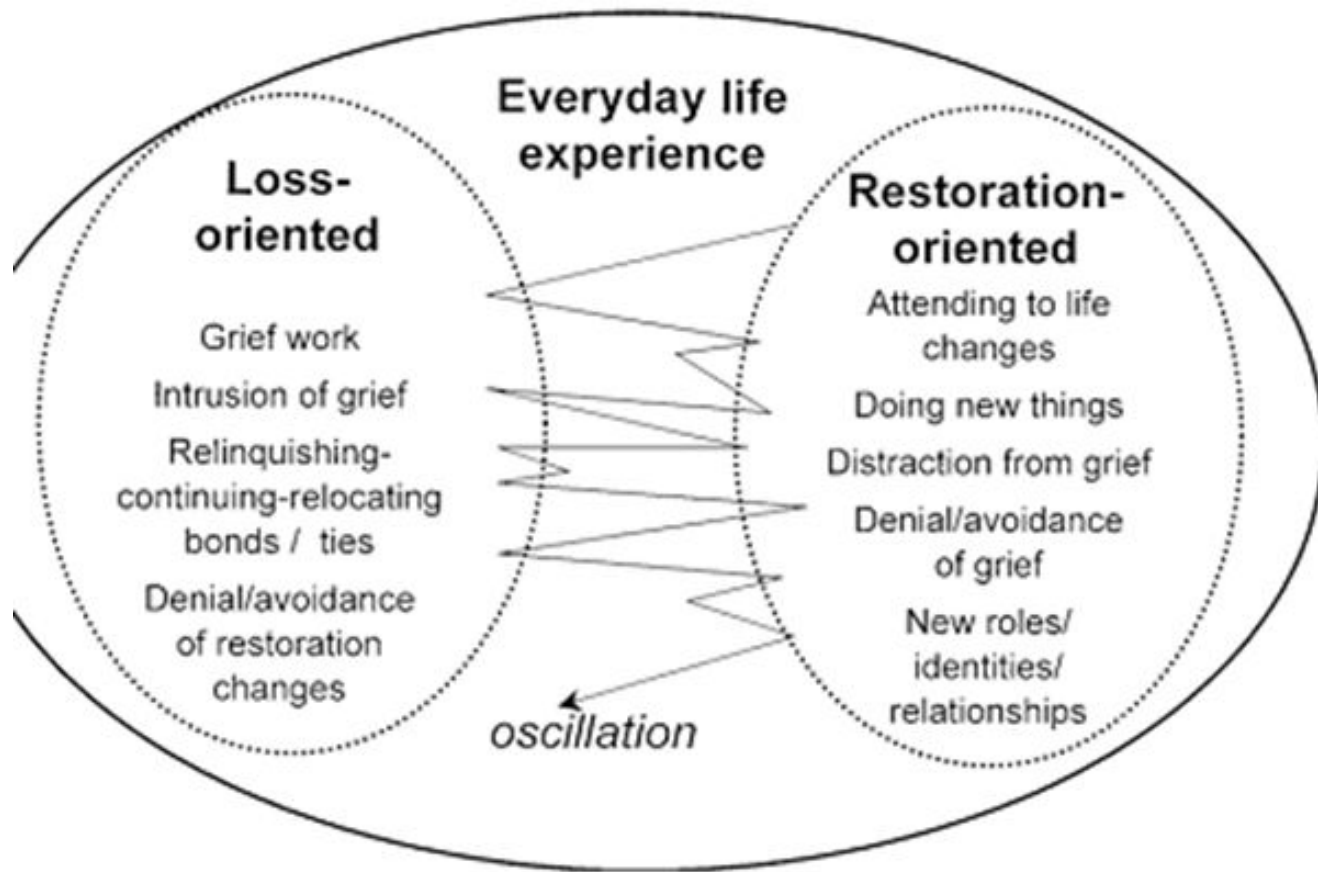 Everyday life
experience
Loss-
oriented
Grief work
Intrusion of grief
Relinquishing-
continuing-relocating
bonds / ties
Denial/avoidance
of restoration
changes
Restoration-
oriented
Attending to life
changes
Doing new things
Distraction from grief
Denial/avoidance
of grief
New roles/
identities/
relationships
oscillation